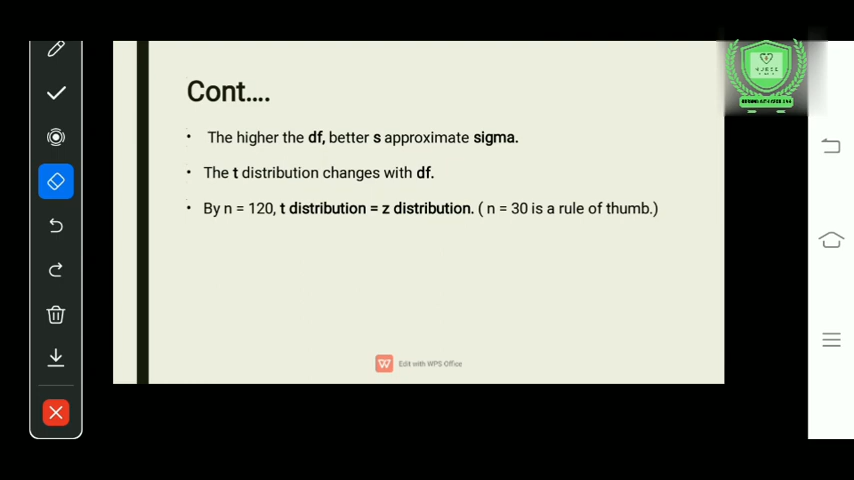 Cont....
• The higher the df, better s approximate sigma.
• The t distribution changes with df.
• By n = 120, t distribution = z distribution. ( n = 30 is a rule of thumb.)
Edit with WPS Office